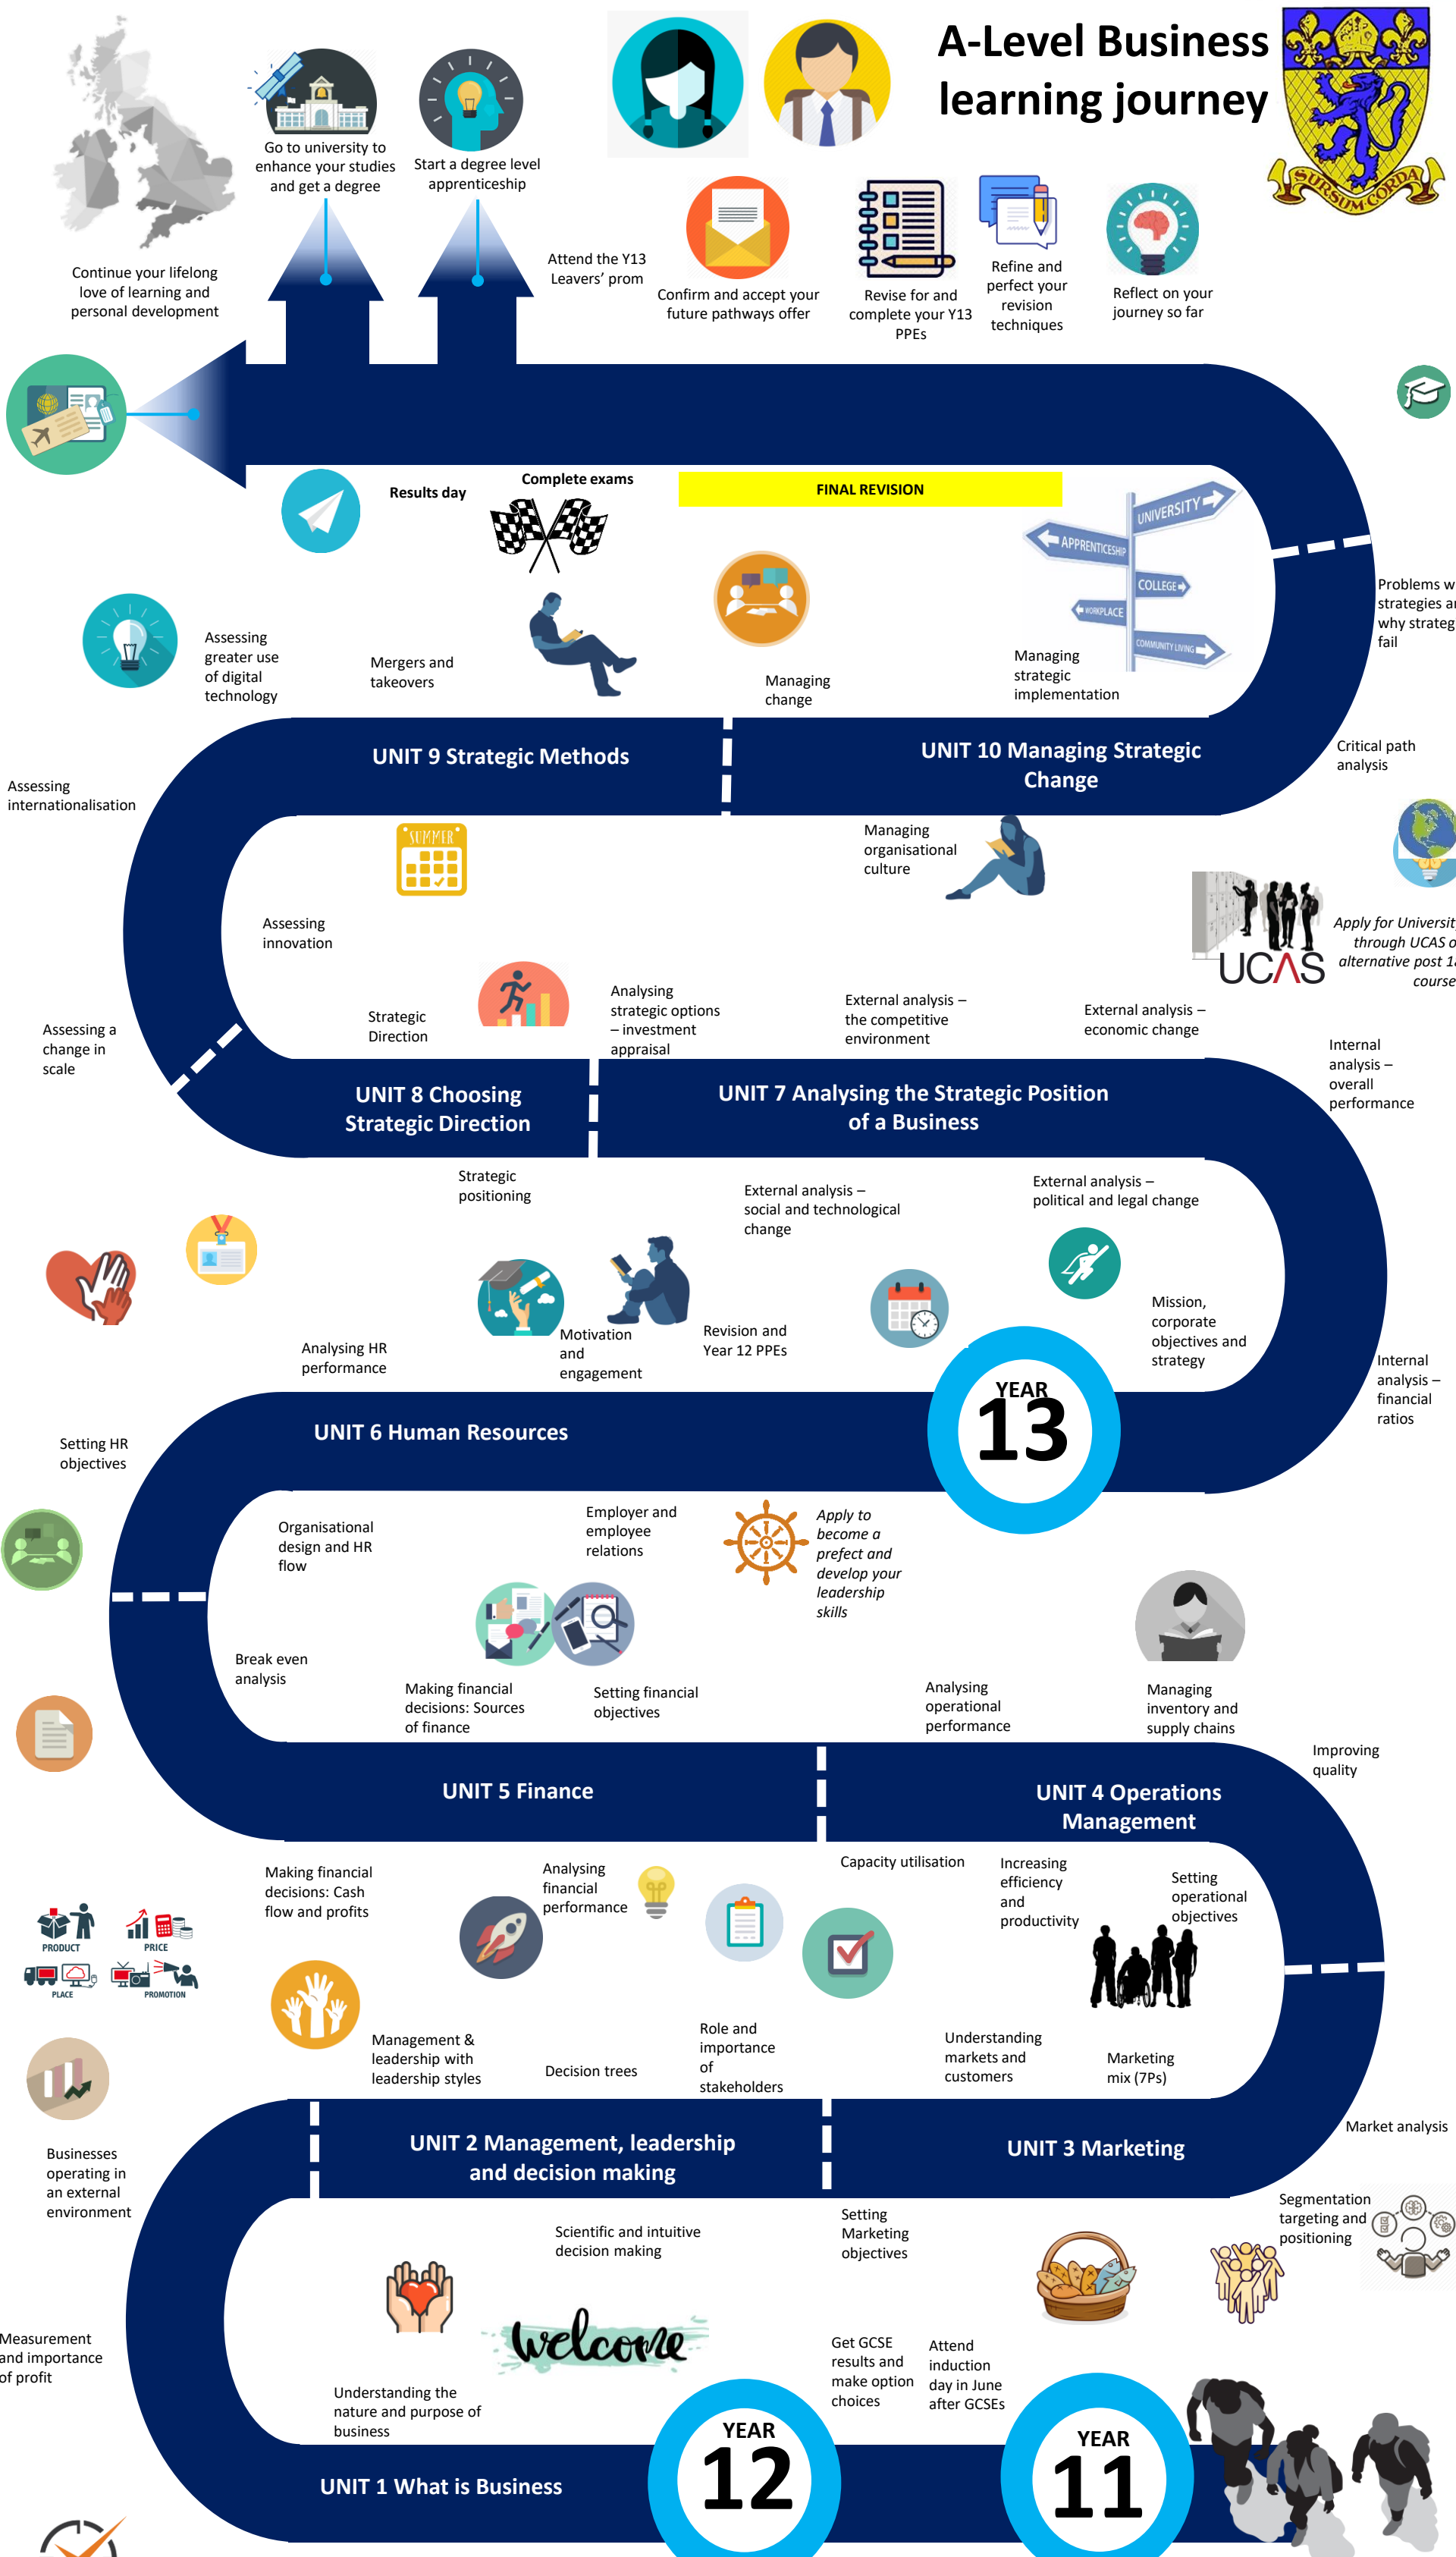 A-Level Business
learning journey
SURSUM CORDA
Go to university to
enhance your studies
and get a degree
Start a degree level
apprenticeship
Continue your lifelong
love of learning and
personal development
Attend the Y13
Leavers' prom
Confirm and accept your
future pathways offer
Revise for and
complete your Y13
PPEs
Refine and
perfect your
revision
techniques
Reflect on your
journey so far
Results day
Complete exams
FINAL REVISION
UNIVERSITY
APPRENTICESHIP
COLLEGE
WORKPLACE
COMMUNITY LIVING
Problems w
strategies a
why strateg
fail
Assessing
greater use
of digital
technology
Mergers and
takeovers
Managing
change
Managing
strategic
implementation
UNIT 9 Strategic Methods
UNIT 10 Managing Strategic
Change
Critical path
analysis
Assessing
internationalisation
SUMMER
Managing
organisational
culture
Assessing
innovation
UCAS
Apply for Universit
through UCAS o
alternative post 1
course
Strategic
Direction
Analysing
strategic options
– investment
appraisal
External analysis –
the competitive
environment
External analysis –
economic change
Assessing a
change in
scale
Internal
analysis –
overall
performance
UNIT 8 Choosing
Strategic Direction
UNIT 7 Analysing the Strategic Position
of a Business
Strategic
positioning
External analysis –
social and technological
change
External analysis –
political and legal change
Mission,
corporate
objectives and
strategy
Analysing HR
performance
Motivation
and
engagement
Revision and
Year 12 PPEs
Internal
analysis –
financial
ratios
YEAR
13
UNIT 6 Human Resources
Setting HR
objectives
Organisational
design and HR
flow
Employer and
employee
relations
Apply to
become a
prefect and
develop your
leadership
skills
Break even
analysis
Making financial
decisions: Sources
of finance
Setting financial
objectives
Analysing
operational
performance
Managing
inventory and
supply chains
Improving
quality
UNIT 5 Finance
UNIT 4 Operations
Management
Making financial
decisions: Cash
flow and profits
Analysing
financial
performance
Capacity utilisation
Increasing
efficiency
and
productivity
Setting
operational
objectives
PRODUCT
PRICE
PLACE
PROMOTION
Management &
leadership with
leadership styles
Decision trees
Role and
importance
of
stakeholders
Understanding
markets and
customers
Marketing
mix (7Ps)
Market analysis
UNIT 2 Management, leadership
and decision making
UNIT 3 Marketing
Businesses
operating in
an external
environment
Scientific and intuitive
decision making
Setting
Marketing
objectives
Segmentation
targeting and
positioning
welcome
Measurement
and importance
of profit
Understanding the
nature and purpose of
business
Get GCSE
results and
make option
choices
Attend
induction
day in June
after GCSEs
UNIT 1 What is Business
YEAR
12
YEAR
11